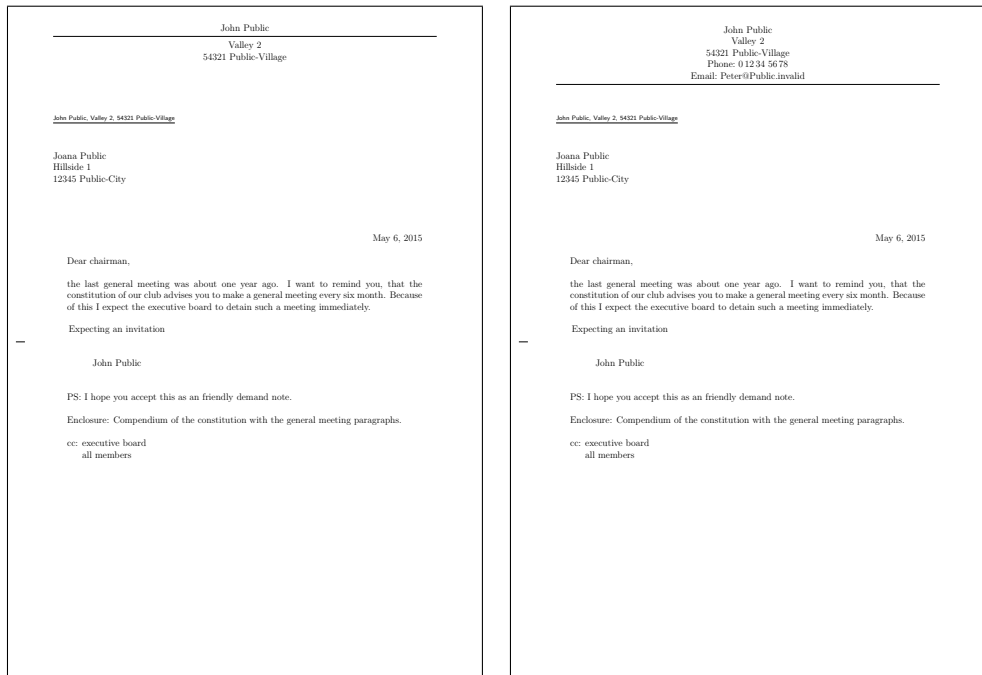 John Public
Valley 2
54321 Public-Village
John Public, Valley 2, 54321 Public-Village
Joana Public
Hillside 1
12345 Public-City
May 6, 2015
Dear chairman,
the last general meeting was about one year ago. I want to remind you, that the
constitution of our club advises you to make a general meeting every six month. Because
of this I expect the executive board to detain such a meeting immediately.
Expecting an invitation
John Public
PS: I hope you accept this as an friendly demand note.
Enclosure: Compendium of the constitution with the general meeting paragraphs.
cc: executive board
all members
John Public
Valley 2
54321 Public-Village
Phone: 0 12 34 56 78
Email: Peter@Public.invalid
John Public, Valley 2, 54321 Public-Village
Joana Public
Hillside 1
12345 Public-City
May 6, 2015
Dear chairman,
the last general meeting was about one year ago. I want to remind you, that the
constitution of our club advises you to make a general meeting every six month. Because
of this I expect the executive board to detain such a meeting immediately.
Expecting an invitation
John Public
PS: I hope you accept this as an friendly demand note.
Enclosure: Compendium of the constitution with the general meeting paragraphs.
cc: executive board
all members